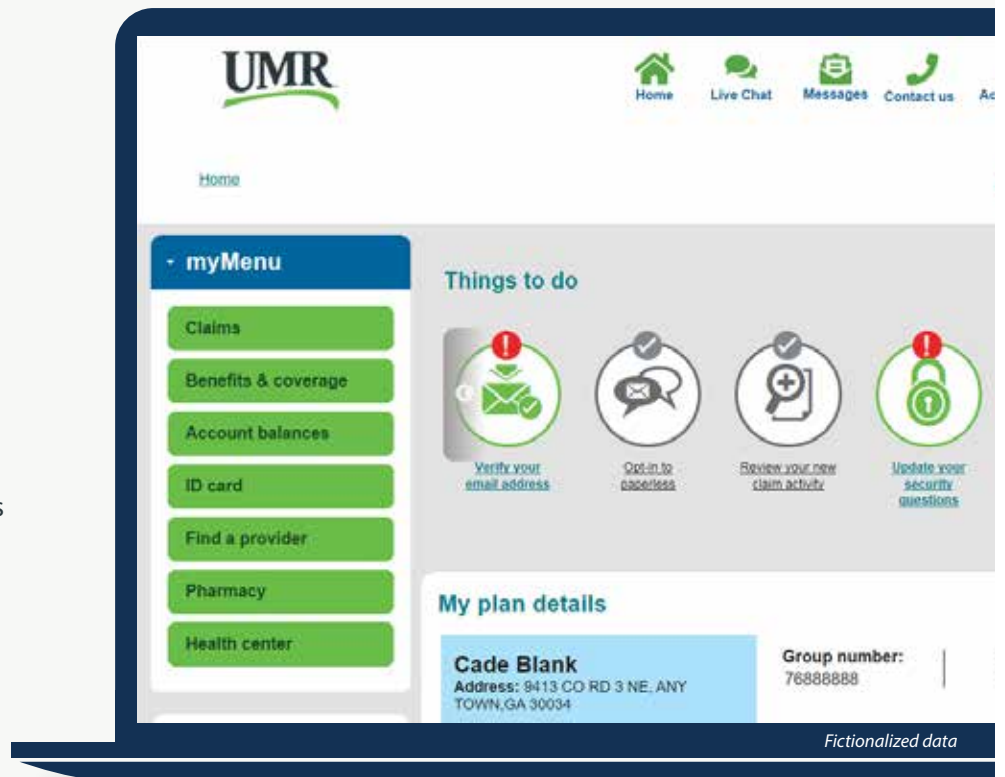 UMR
Home
Live Chat
Messages
Contact us
Home
myMenu
Claims
Benefits & coverage
Account balances
ID card
Find a provider
Pharmacy
Health center
Things to do
Verify your
email address
Opt-in to
paperless
Review your new
claim activity
Update your
security
questions
My plan details
Cade Blank
Address: 9413 CO RD 3 NE, ANY
TOWN,GA 30034
Group number:
76888888
Fictionalized data